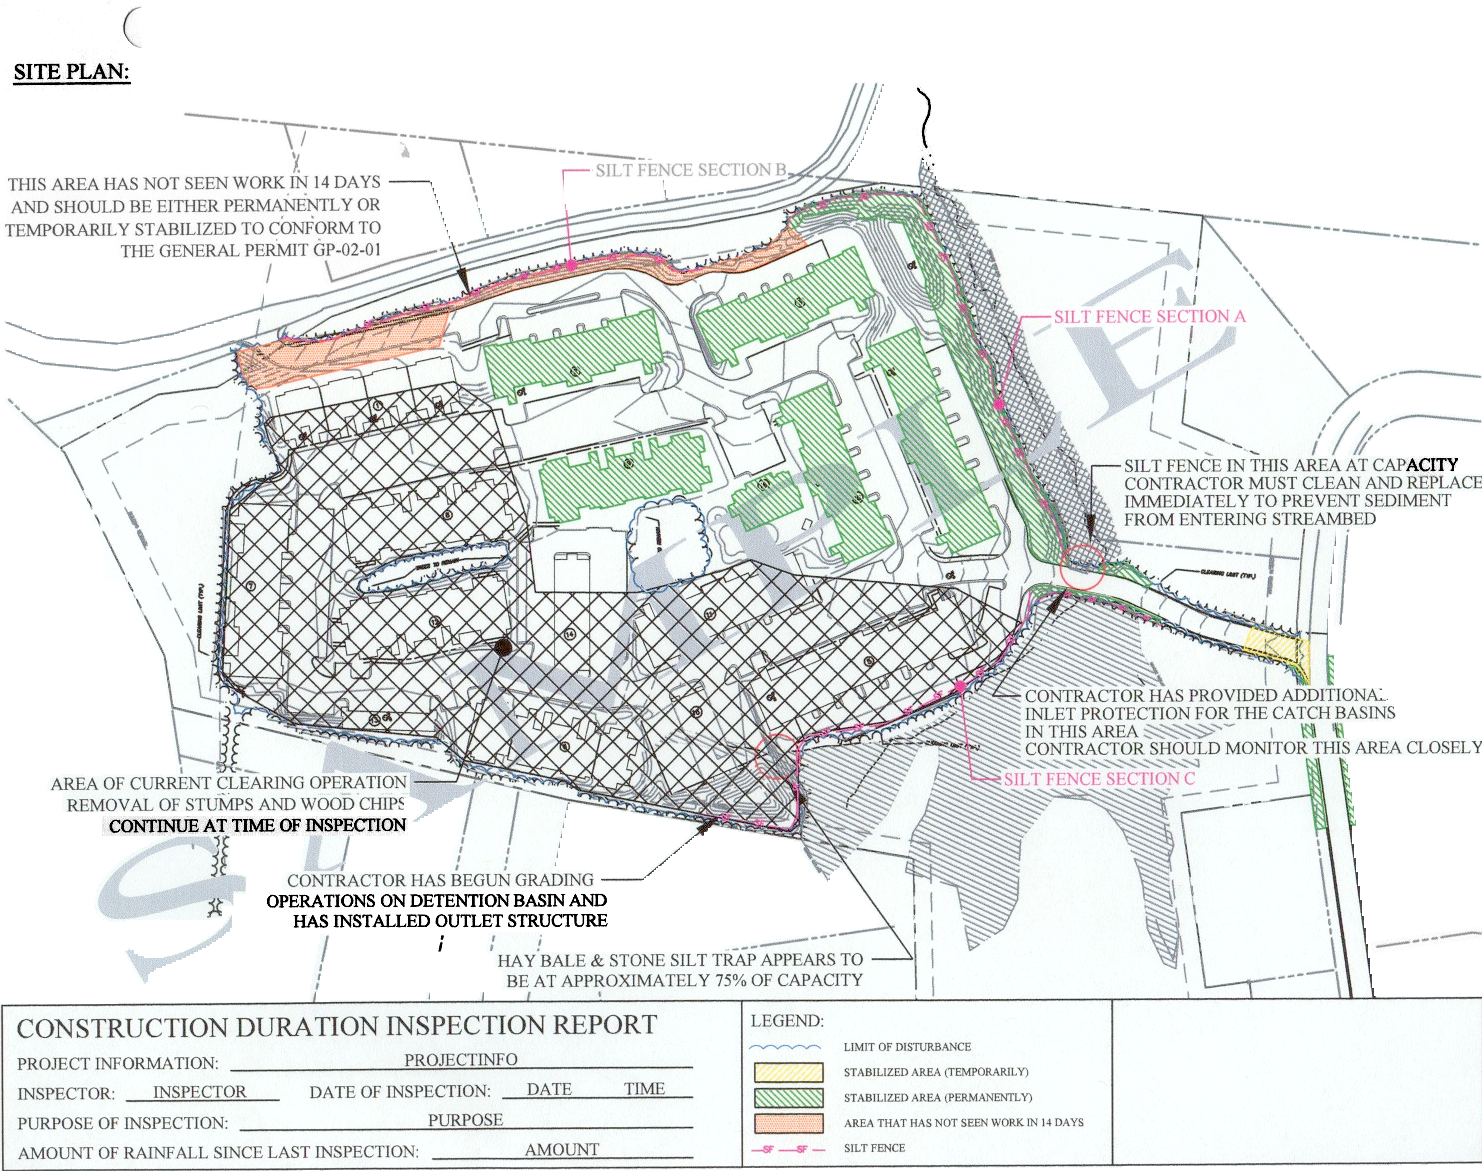 SITE PLAN:
SILT FENCE SECTION B
THIS AREA HAS NOT SEEN WORK IN 14 DAYS
AND SHOULD BE EITHER PERMANENTLY OR
TEMPORARILY STABILIZED TO CONFORM TO
THE GENERAL PERMIT GP-02-01
SILT FENCE SECTION A
SILT FENCE IN THIS AREA AT CAPACITY
CONTRACTOR MUST CLEAN AND REPLACE
IMMEDIATELY TO PREVENT SEDIMENT
FROM ENTERING STREAMBED
CLEARING LIMIT (TYP.)
CLEARING LIMIT (TYP.)
CONTRACTOR HAS PROVIDED ADDITIONAL
INLET PROTECTION FOR THE CATCH BASINS
IN THIS AREA
CONTRACTOR SHOULD MONITOR THIS AREA CLOSELY
SILT FENCE SECTION C
AREA OF CURRENT CLEARING OPERATION
REMOVAL OF STUMPS AND WOOD CHIPS
CONTINUE AT TIME OF INSPECTION
CONTRACTOR HAS BEGUN GRADING
OPERATIONS ON DETENTION BASIN AND
HAS INSTALLED OUTLET STRUCTURE
HAY BALE & STONE SILT TRAP APPEARS TO
BE AT APPROXIMATELY 75% OF CAPACITY
SAMPLE
CONSTRUCTION DURATION INSPECTION REPORT
PROJECT INFORMATION: PROJECTINFO
INSPECTOR: INSPECTOR DATE OF INSPECTION: DATE TIME
PURPOSE OF INSPECTION: PURPOSE
AMOUNT OF RAINFALL SINCE LAST INSPECTION: AMOUNT
LEGEND:
LIMIT OF DISTURBANCE
STABILIZED AREA (TEMPORARILY)
STABILIZED AREA (PERMANENTLY)
AREA THAT HAS NOT SEEN WORK IN 14 DAYS
SF SF SILT FENCE